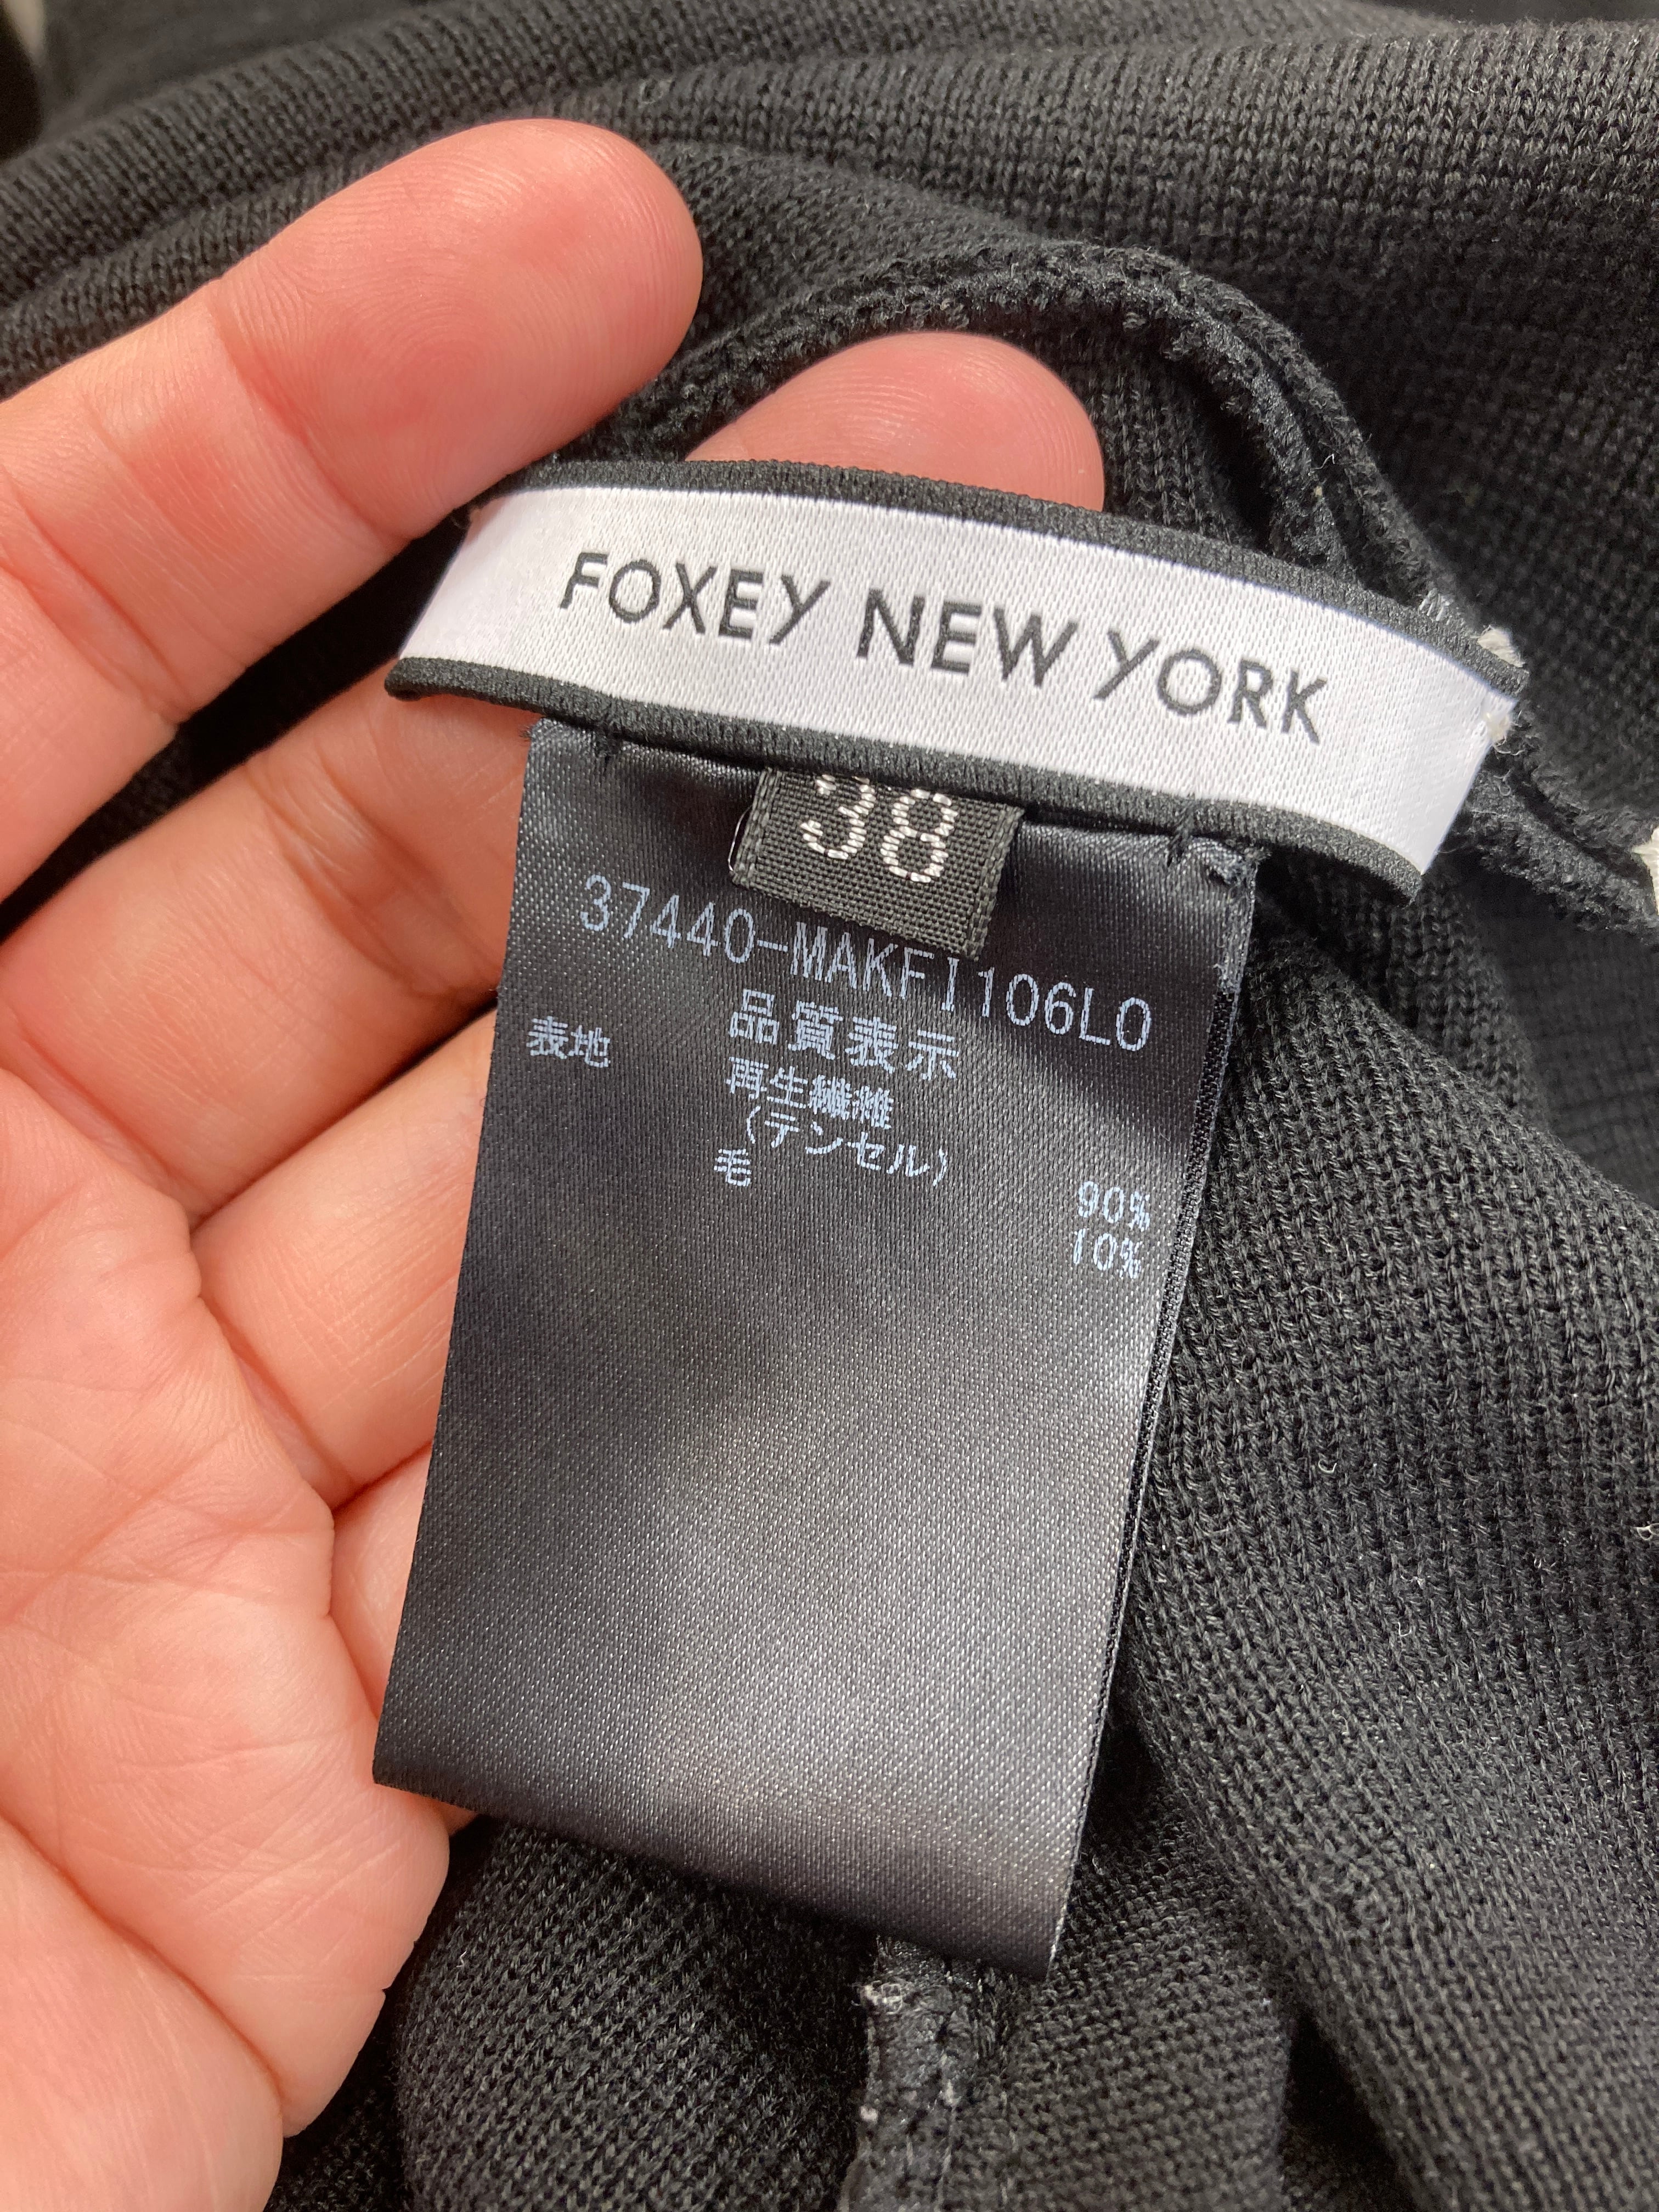 FOXEY NEW YORK
38
37440-MAKFI106L0
品質表示
表地
再生繊維
(テンセル) 90%
毛 10%